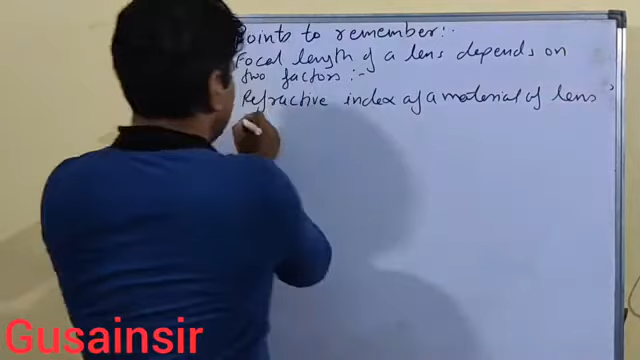 Points to remember:-
Focal length of a lens depends on
two factors :-
Refractive index of a material of lens
Gusainsir